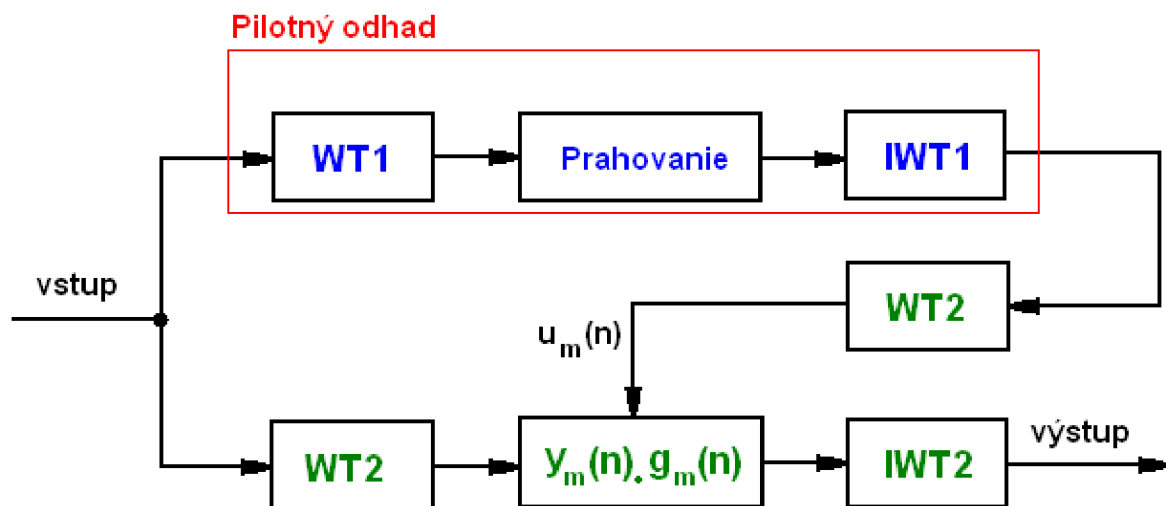 Pilotný odhad
WT1
Prahovanie
IWT1
vstup
WT2
u_m(n)
WT2
y_m(n). g_m(n)
IWT2
výstup